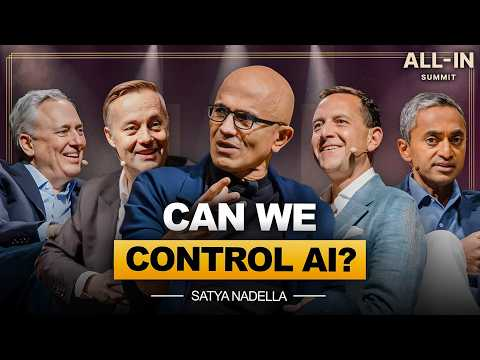 ALL-IN
SUMMIT
CAN WE
CONTROL AI?
SATYA NADELLA